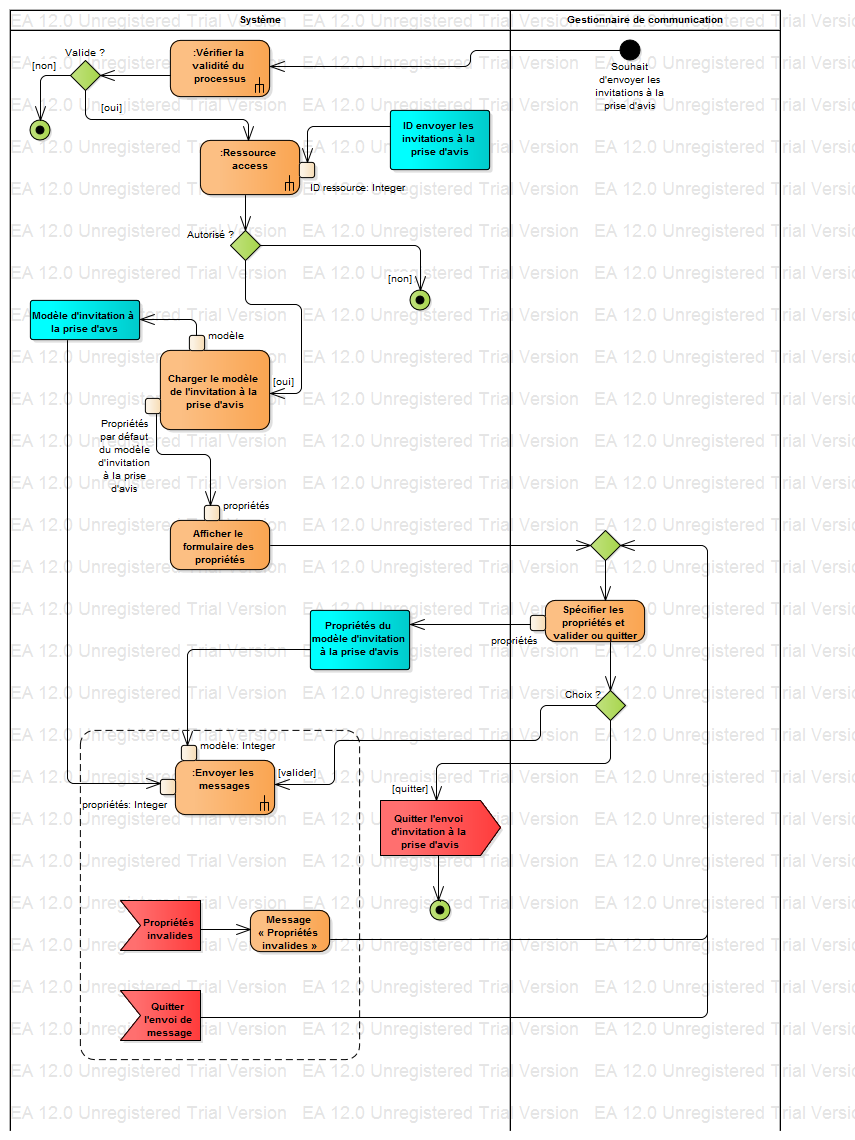 Système
Gestionnaire de communication
Valide ?
[non]
:Vérifier la
validité du
processus
Souhait
d'envoyer les
invitations à la
prise d'avis
[oui]
ID envoyer les
invitations à la
prise d'avis
:Ressource
access
ID ressource: Integer
Autorisé ?
[non]
Modèle d'invitation à
la prise d'avs
modèle
[oui]
Charger le modèle
de l'invitation à la
prise d'avis
Propriétés
par défaut
du modèle
d'invitation
à la prise
d'avis
propriétés
Afficher le
formulaire des
propriétés
Spécifier les
propriétés et
valider ou quitter
propriétés
Propriétés du
modèle d'invitation
à la prise d'avis
Choix ?
modèle: Integer
:Envoyer les
messages
[valider]
propriétés: Integer
[quitter]
Quitter l'envoi
d'invitation à la
prise d'avis
Propriétés
invalides
Message
« Propriétés
invalides »
Quitter
l'envoi de
message
EA 12.0 Unregistered Trial Version